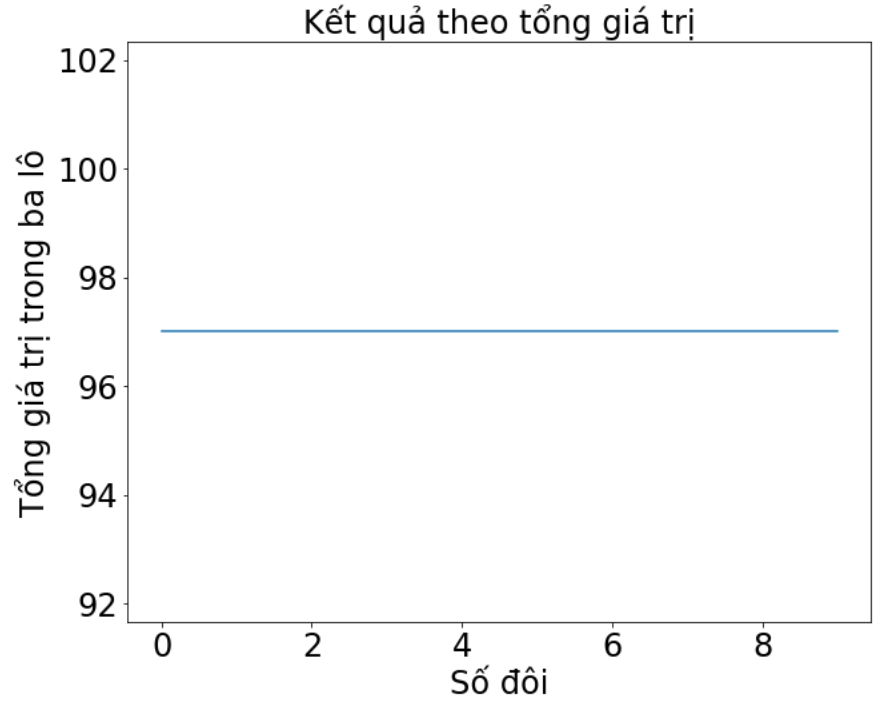 Kết quả theo tổng giá trị
Tổng giá trị trong ba lô
102
100
98
96
94
92
0 2 4 6 8
Số đôi